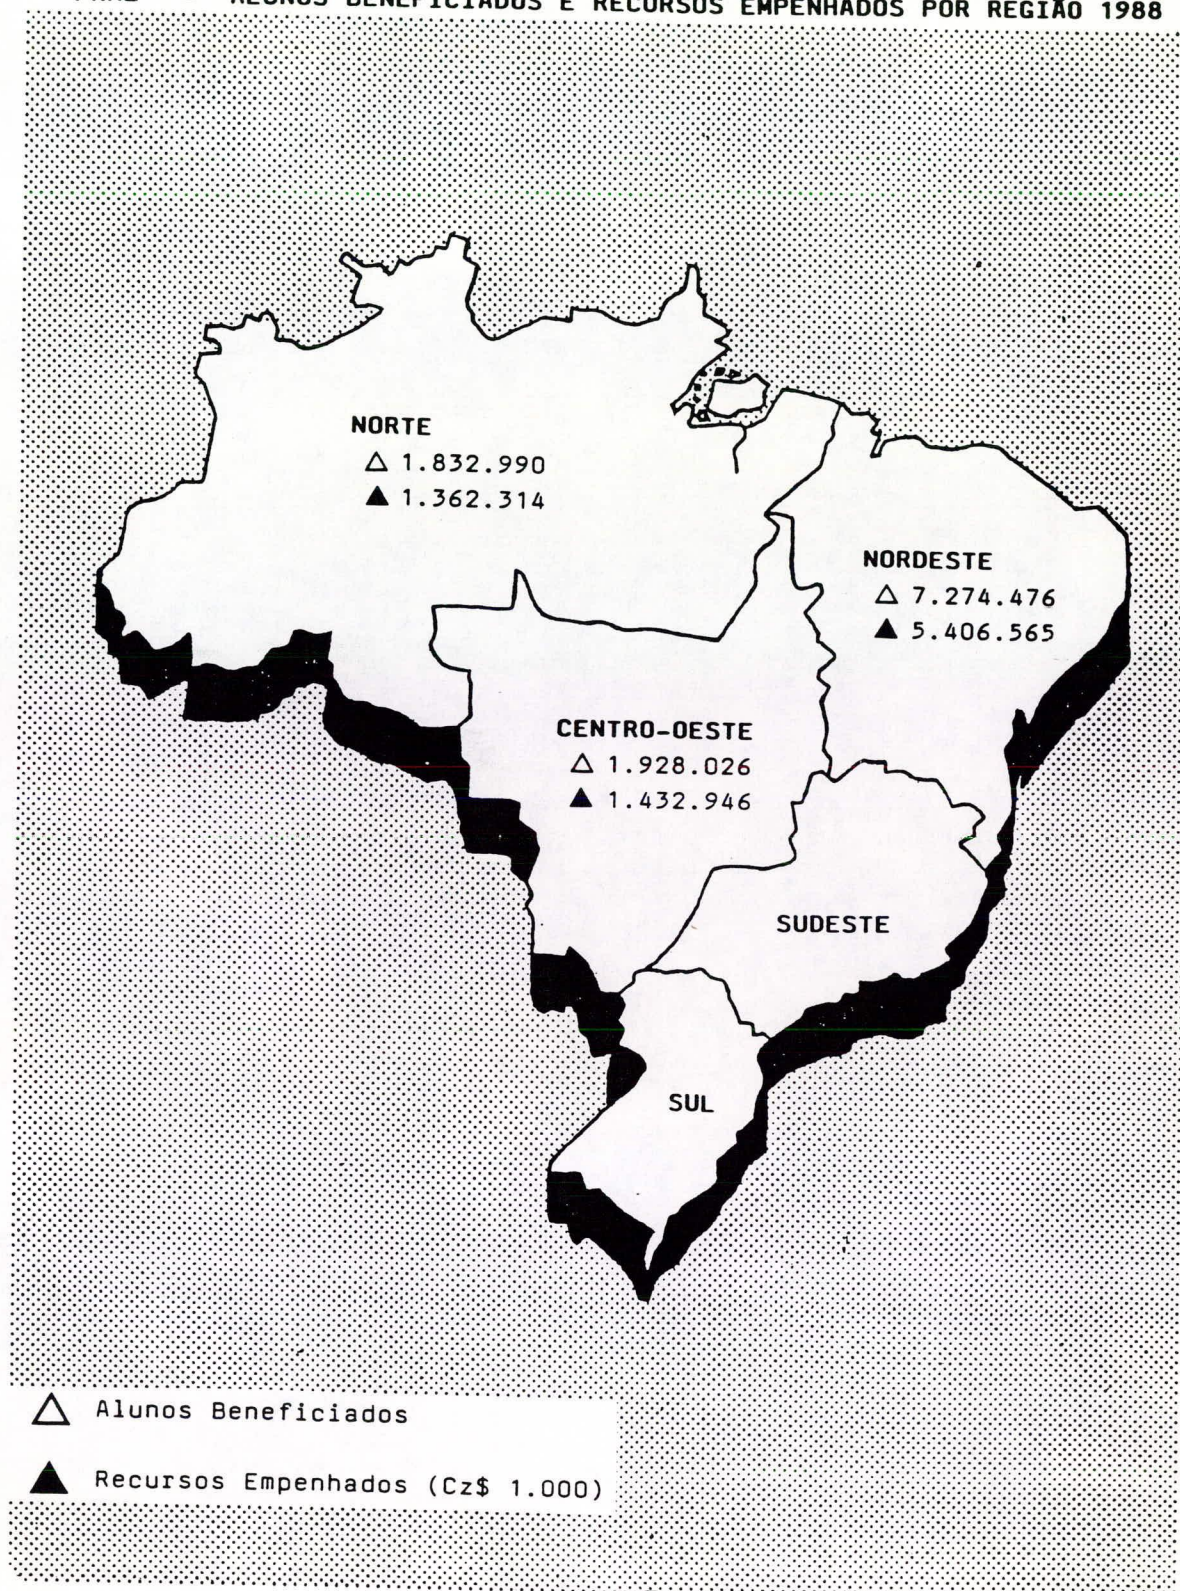 ALUNOS BENEFICIADOS E RECURSOS EMPENHADOS POR REGIÃO 1988
NORTE
△ 1.832.990
▲ 1.362.314
NORDESTE
△ 7.274.476
▲ 5.406.565
CENTRO-OESTE
△ 1.928.026
▲ 1.432.946
SUDESTE
SUL
△ Alunos Beneficiados
▲ Recursos Empenhados (Cz$ 1.000)